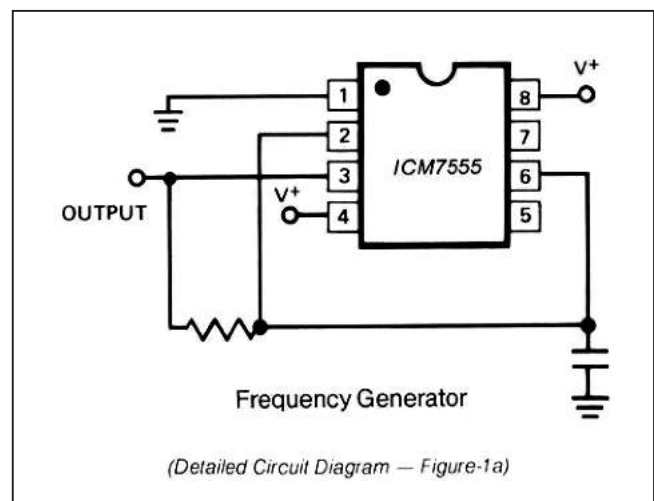 V+
1
8
2
7
ICM7555
3
6
OUTPUT
V+
4
5
Frequency Generator
(Detailed Circuit Diagram — Figure-1a)